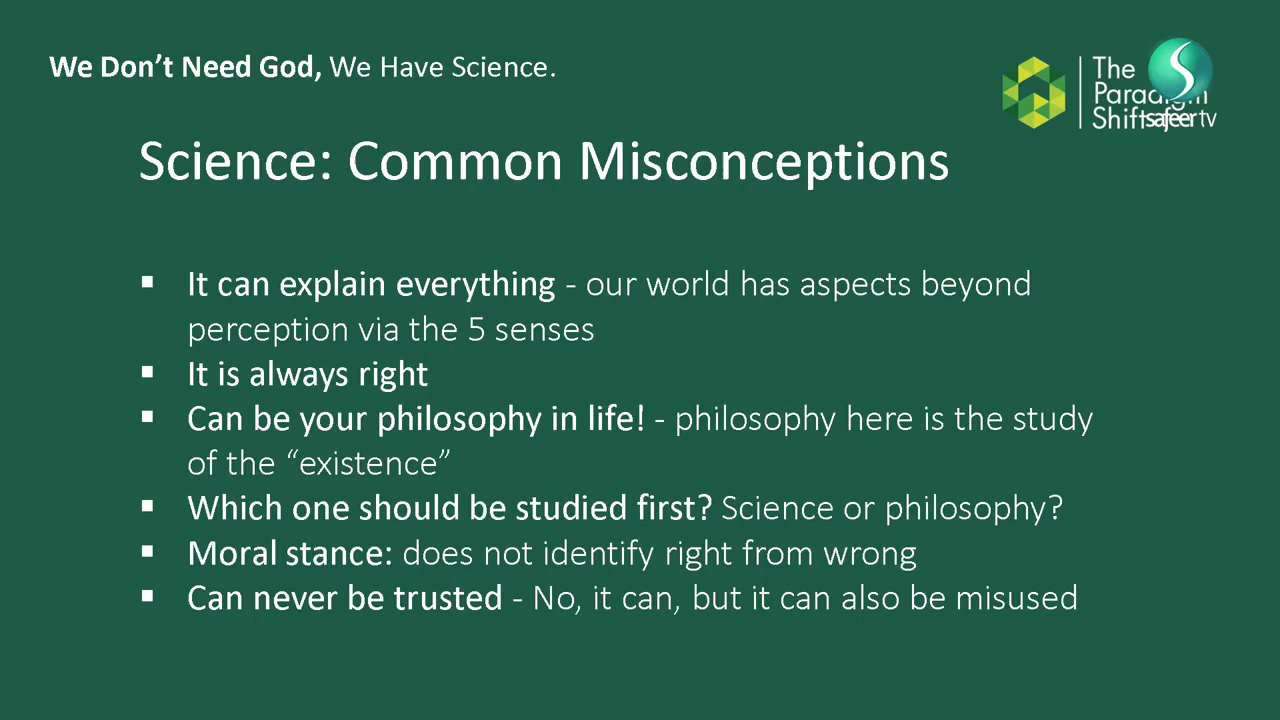 We Don't Need God, We Have Science.
The
Paradigm
Shift
safeer tv
Science: Common Misconceptions
▪ It can explain everything - our world has aspects beyond
perception via the 5 senses
▪ It is always right
▪ Can be your philosophy in life! - philosophy here is the study
of the “existence”
▪ Which one should be studied first? Science or philosophy?
▪ Moral stance: does not identify right from wrong
▪ Can never be trusted - No, it can, but it can also be misused